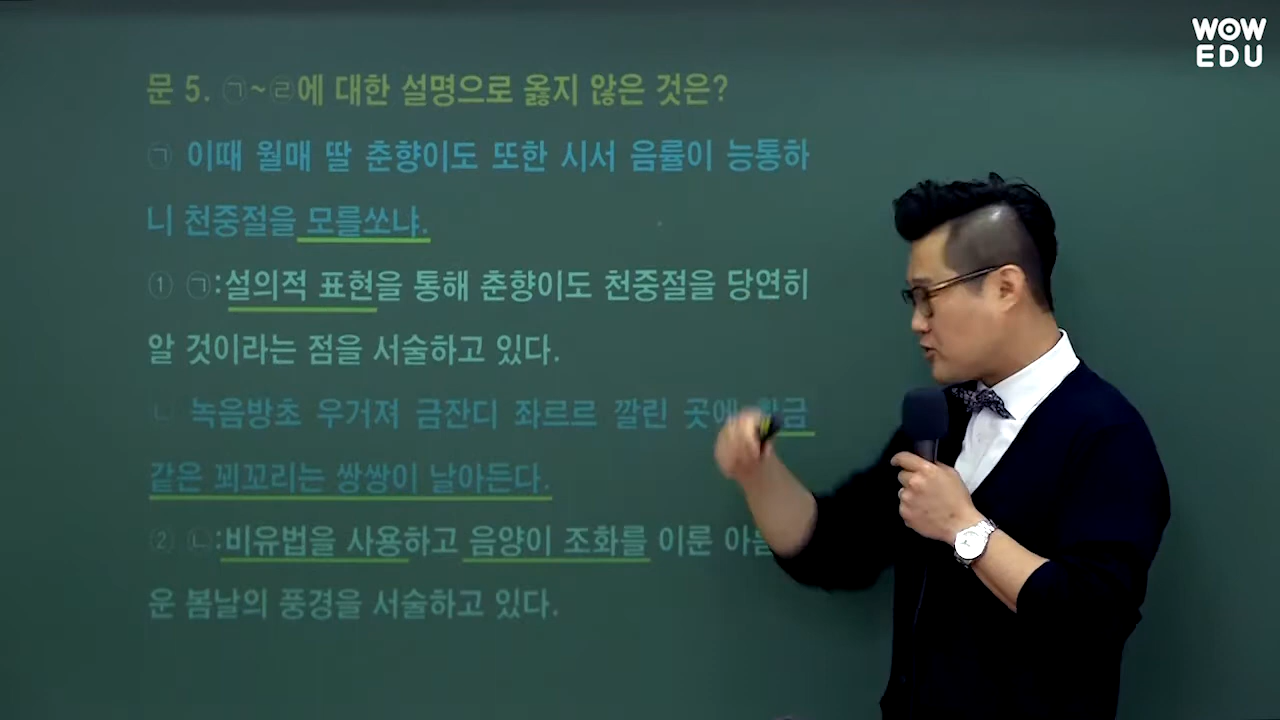 WOW
EDU
문 5. ㉠~㉣에 대한 설명으로 옳지 않은 것은?
㉠ 이때 월매 딸 춘향이도 또한 시서 음률이 능통하
니 천중절을 모를쏘냐.
① ㉠:설의적 표현을 통해 춘향이도 천중절을 당연히
알 것이라는 점을 서술하고 있다.
㉡ 녹음방초 우거져 금잔디 좌르르 깔린 곳에 황금
같은 꾀꼬리는 쌍쌍이 날아든다.
② ㉡:비유법을 사용하고 음양이 조화를 이룬
운 봄날의 풍경을 서술하고 있다.